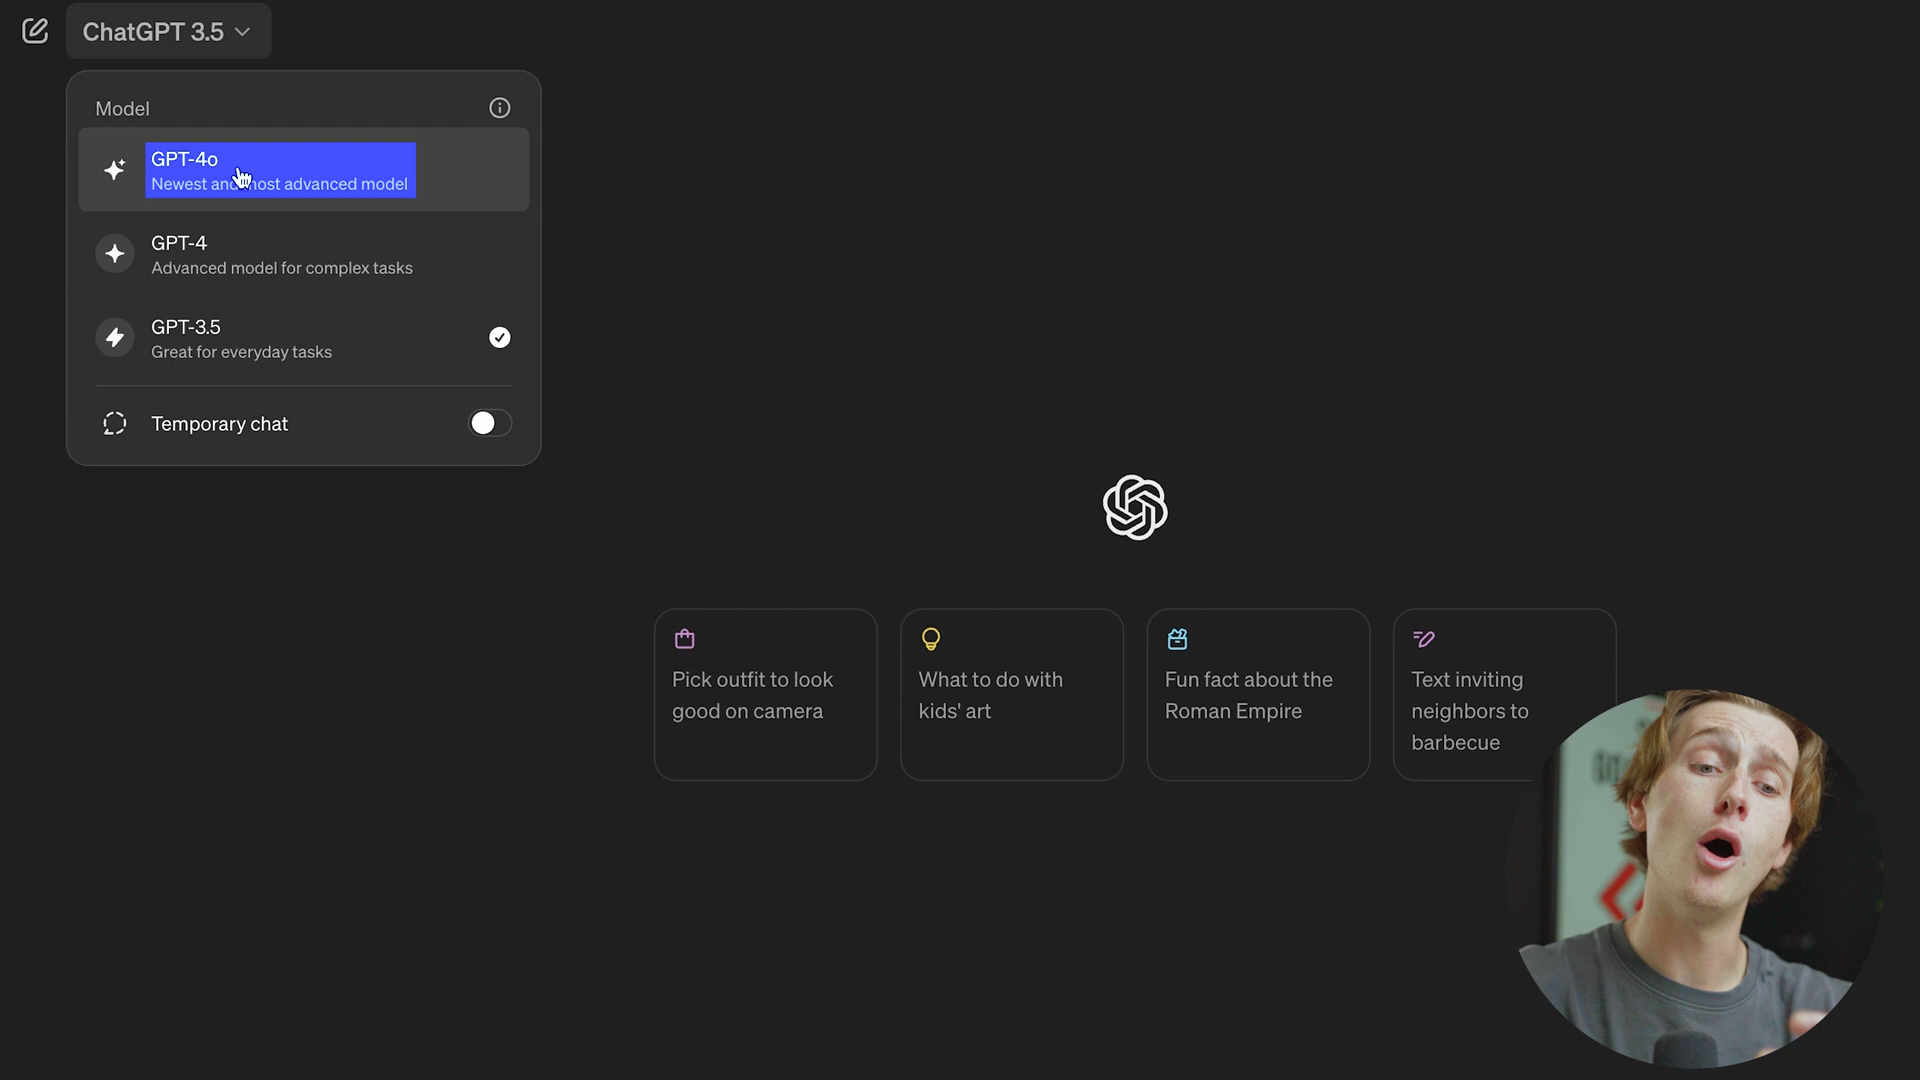 ChatGPT 3.5
Model
GPT-4o
Newest and most advanced model
GPT-4
Advanced model for complex tasks
GPT-3.5
Great for everyday tasks
Temporary chat
Pick outfit to look
good on camera
What to do with
kids' art
Fun fact about the
Roman Empire
Text inviting
neighbors to
barbecue